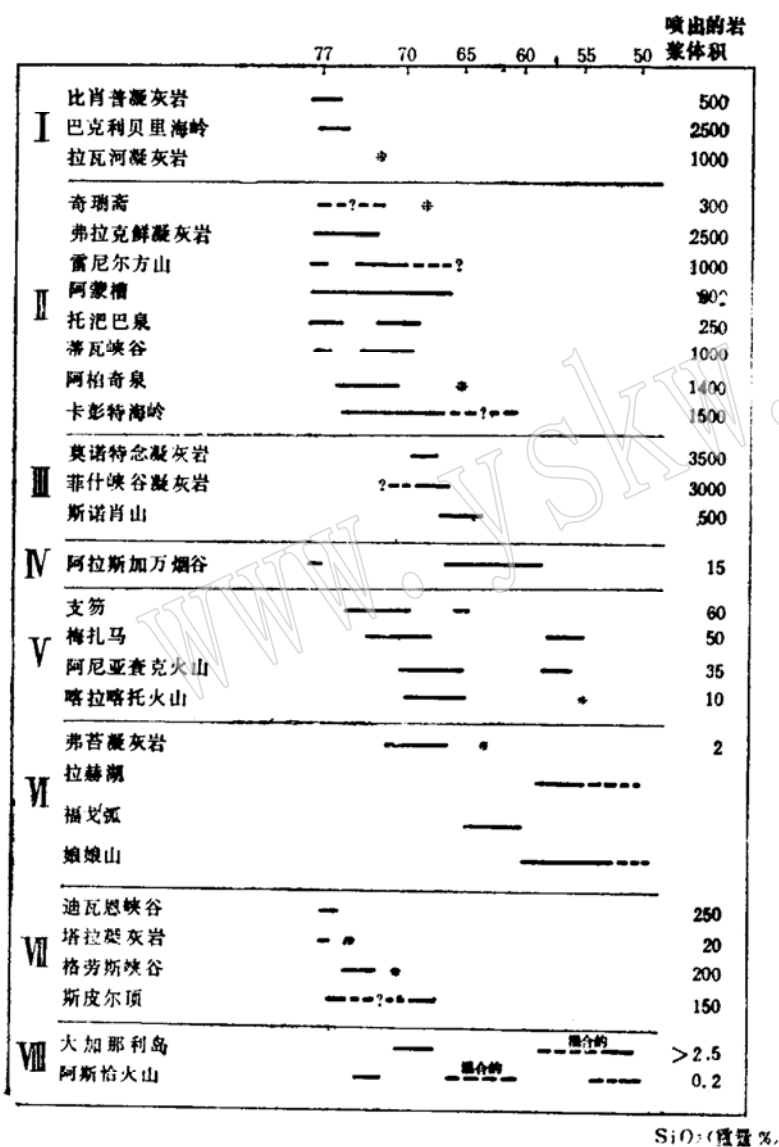 喷出的岩
77 70 65 60 55 50 浆体积
I
比肖普凝灰岩 500
巴克利贝里海岭 2500
拉瓦河凝灰岩 * 1000
II
奇瑞斋 ? * 300
弗拉克鲜凝灰岩 2500
雷尼尔方山 ? 1000
阿蒙槽
托淝巴泉 250
蒂瓦峡谷 1000
阿柏奇泉 * 1400
卡彭特海岭 ? 1500
III
莫诺特念凝灰岩 3500
菲什峡谷凝灰岩 ? 3000
斯诺肖山 500
IV 阿拉斯加万烟谷 15
V
支笏 60
梅扎马 50
阿尼亚查克火山 35
喀拉喀托火山 * 10
VI
弗苔凝灰岩 * 2
拉赫湖
福戈弧
娘娘山
VII
迪瓦恩峡谷 250
塔拉凝灰岩 20
格劳斯峡谷 * 200
斯皮尔顶 ? 150
VIII
大加那利岛 混合的 >2.5
阿斯恰火山 混合的 0.2
SiO₂(重量%)
www.yskw.